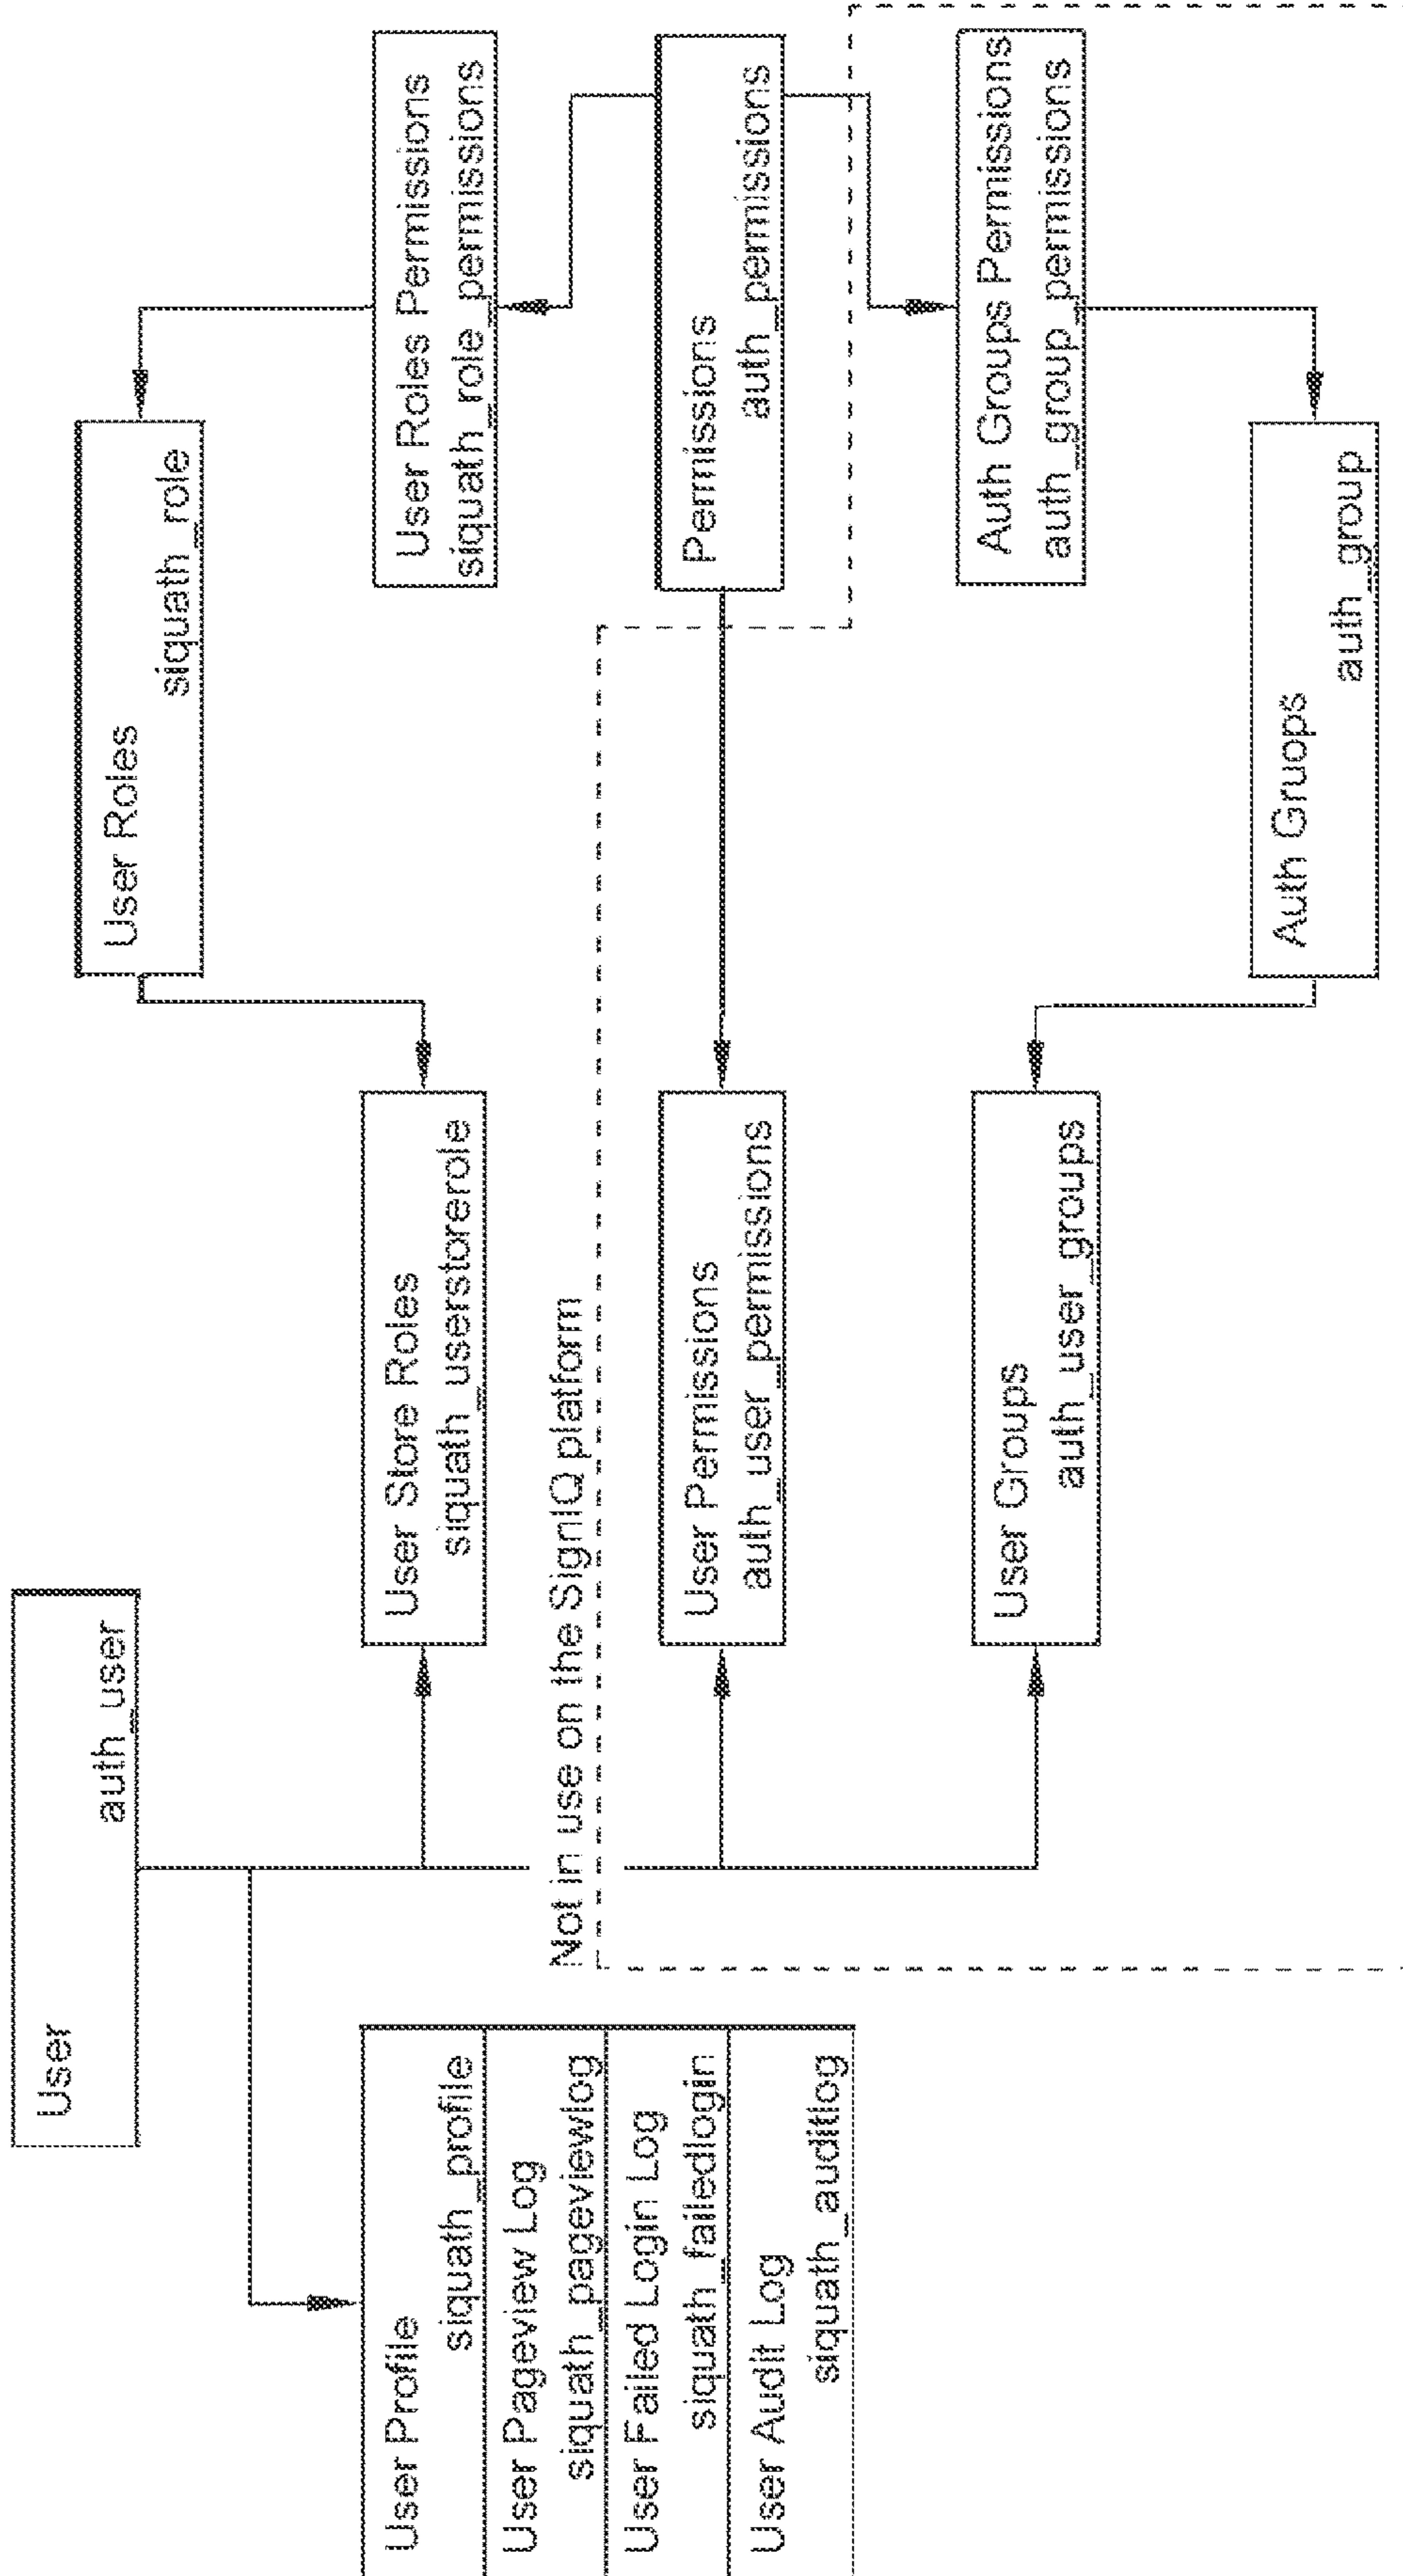 User
auth_user
User Roles
siquath_role
User Profile
siquath_profile
User Pageview Log
siquath_pageviewlog
User Failed Login Log
siquath_failedlogin
User Audit Log
siquath_auditlog
User Store Roles
siquath_userstorerole
User Roles Permissions
siquath_role_permissions
Not in use on the SignIQ platform
User Permissions
auth_user_permissions
Permissions
auth_permissions
User Groups
auth_user_groups
Auth Groups Permissions
auth_group_permissions
Auth Gruops
auth_group